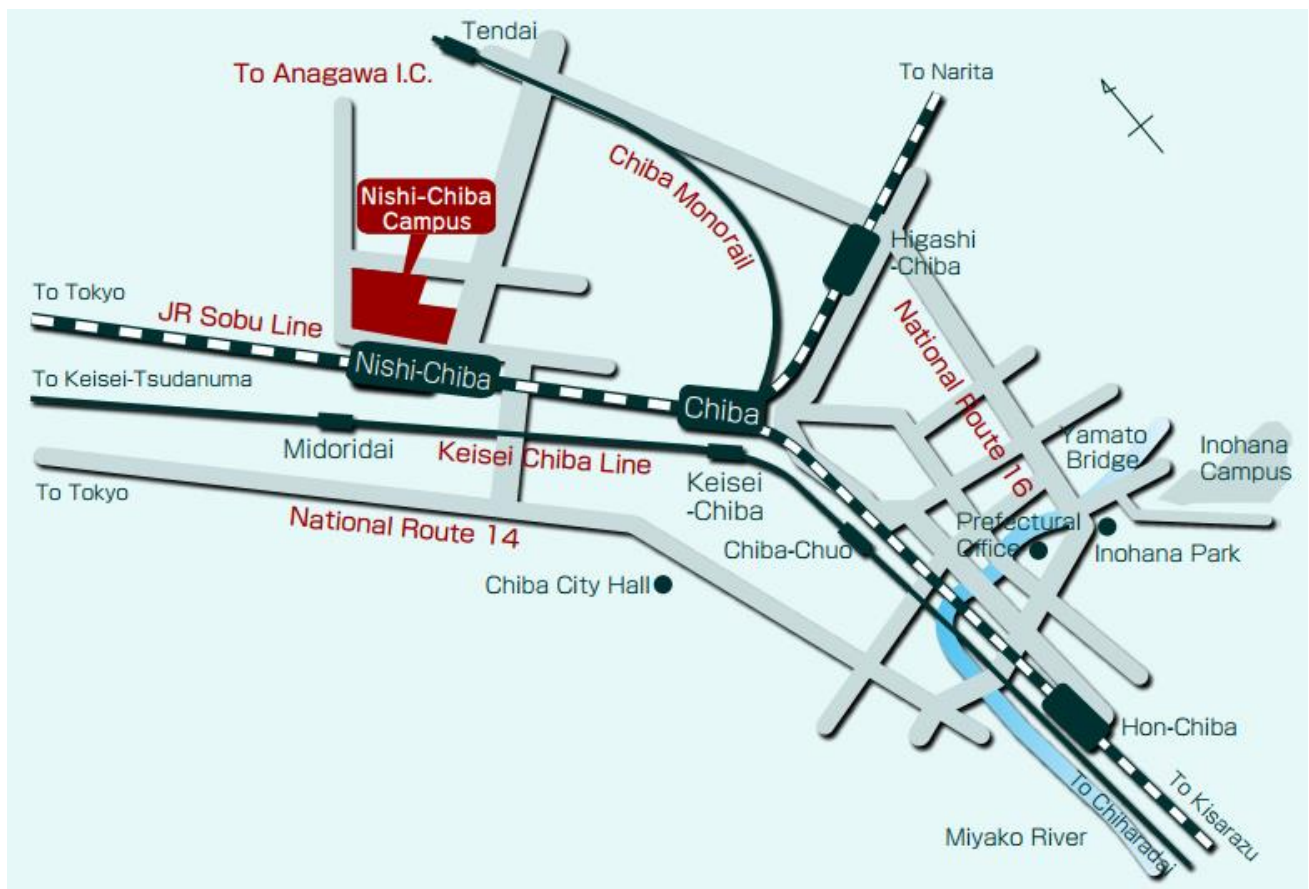 Tendai
To Anagawa I.C.
To Narita
Chiba Monorail
Nishi-Chiba
Campus
Higashi
-Chiba
To Tokyo
JR Sobu Line
National Route 16
Nishi-Chiba
To Keisei-Tsudanuma
Chiba
Midoridai
Keisei Chiba Line
Yamato
Bridge
Inohana
Campus
To Tokyo
National Route 14
Keisei
-Chiba
Chiba-Chuo
Prefectural
Office
Inohana Park
Chiba City Hall
Hon-Chiba
To Chiharadai
To Kisarazu
Miyako River